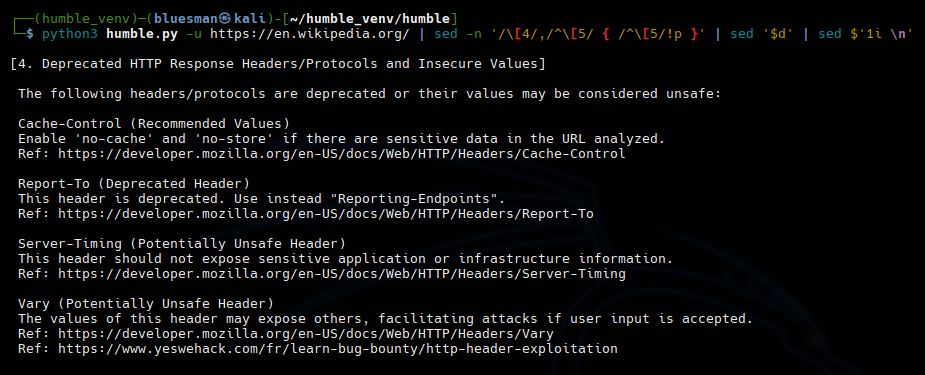 ┌──(humble_venv)─(bluesman㉿kali)-[~/humble_venv/humble]
└─$ python3 humble.py -u https://en.wikipedia.org/ | sed -n '/\[4/,/^\[5/ { /^\[5/!p }' | sed '$d' | sed $'1i \n'
[4. Deprecated HTTP Response Headers/Protocols and Insecure Values]
The following headers/protocols are deprecated or their values may be considered unsafe:
Cache-Control (Recommended Values)
Enable 'no-cache' and 'no-store' if there are sensitive data in the URL analyzed.
Ref: https://developer.mozilla.org/en-US/docs/Web/HTTP/Headers/Cache-Control
Report-To (Deprecated Header)
This header is deprecated. Use instead "Reporting-Endpoints".
Ref: https://developer.mozilla.org/en-US/docs/Web/HTTP/Headers/Report-To
Server-Timing (Potentially Unsafe Header)
This header should not expose sensitive application or infrastructure information.
Ref: https://developer.mozilla.org/en-US/docs/Web/HTTP/Headers/Server-Timing
Vary (Potentially Unsafe Header)
The values of this header may expose others, facilitating attacks if user input is accepted.
Ref: https://developer.mozilla.org/en-US/docs/Web/HTTP/Headers/Vary
Ref: https://www.yeswehack.com/fr/learn-bug-bounty/http-header-exploitation